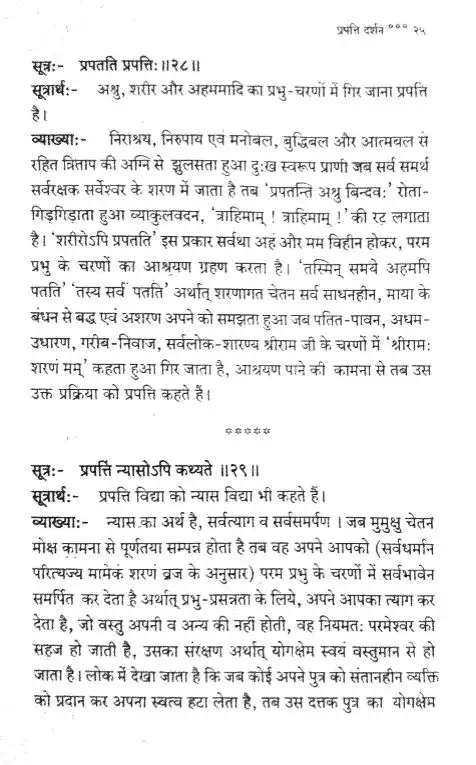 प्रपत्ति दर्शन *** २५
सूत्रः- प्रपतति प्रपत्तिः॥२८॥
सूत्रार्थः- अश्रु, शरीर और अहममादि का प्रभु-चरणों में गिर जाना प्रपत्ति
है।
व्याख्याः- निराश्रय, निरुपाय एवं मनोबल, बुद्धिबल और आत्मबल से
रहित त्रिताप की अग्नि से झुलसता हुआ दुःख स्वरूप प्राणी जब सर्व समर्थ
सर्वरक्षक सर्वेश्वर के शरण में जाता है तब 'प्रपतन्ति अश्रु बिन्दवः' रोता-
गिड़गिड़ाता हुआ व्याकुलवदन, 'त्राहिमाम् ! त्राहिमाम् !' की रट लगाता
है। 'शरीरोऽपि प्रपतति' इस प्रकार सर्वथा अहं और मम विहीन होकर, परम
प्रभु के चरणों का आश्रयण ग्रहण करता है। 'तस्मिन् समये अहमपि
पतति' 'तस्य सर्वं पतति' अर्थात् शरणागत चेतन सर्व साधनहीन, माया के
बंधन से बद्ध एवं अशरण अपने को समझता हुआ जब पतित-पावन, अधम-
उधारण, गरीब-निवाज, सर्वलोक-शारण्य श्रीराम जी के चरणों में 'श्रीरामः
शरणं मम्' कहता हुआ गिर जाता है, आश्रयण पाने की कामना से तब उस
उक्त प्रक्रिया को प्रपत्ति कहते हैं।
*****
सूत्रः- प्रपत्तिं न्यासोऽपि कथ्यते ॥२९॥
सूत्रार्थः- प्रपत्ति विद्या को न्यास विद्या भी कहते हैं।
व्याख्याः- न्यास का अर्थ है, सर्वत्याग व सर्वसमर्पण । जब मुमुक्षु चेतन
मोक्ष कामना से पूर्णतया सम्पन्न होता है तब वह अपने आपको (सर्वधर्मान
परित्यज्य मामेकं शरणं व्रज के अनुसार) परम प्रभु के चरणों में सर्वभावेन
समर्पित कर देता है अर्थात् प्रभु-प्रसन्नता के लिये, अपने आपका त्याग कर
देता है, जो वस्तु अपनी व अन्य की नहीं होती, वह नियमतः परमेश्वर की
सहज हो जाती है, उसका संरक्षण अर्थात् योगक्षेम स्वयं वस्तुमान से हो
जाता है। लोक में देखा जाता है कि जब कोई अपने पुत्र को संतानहीन व्यक्ति
को प्रदान कर अपना स्वत्व हटा लेता है, तब उस दत्तक पुत्र का योगक्षेम